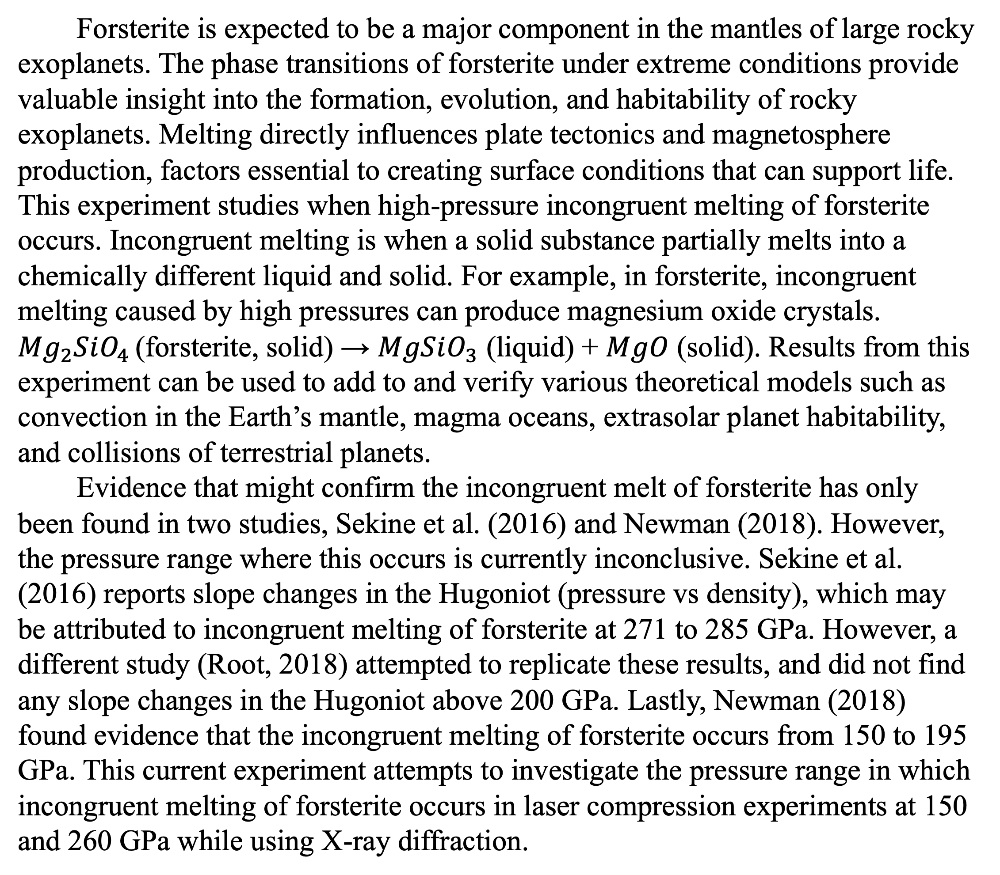 Forsterite is expected to be a major component in the mantles of large rocky
exoplanets. The phase transitions of forsterite under extreme conditions provide
valuable insight into the formation, evolution, and habitability of rocky
exoplanets. Melting directly influences plate tectonics and magnetosphere
production, factors essential to creating surface conditions that can support life.
This experiment studies when high-pressure incongruent melting of forsterite
occurs. Incongruent melting is when a solid substance partially melts into a
chemically different liquid and solid. For example, in forsterite, incongruent
melting caused by high pressures can produce magnesium oxide crystals.
Mg₂SiO₄ (forsterite, solid) → MgSiO₃ (liquid) + MgO (solid). Results from this
experiment can be used to add to and verify various theoretical models such as
convection in the Earth’s mantle, magma oceans, extrasolar planet habitability,
and collisions of terrestrial planets.
Evidence that might confirm the incongruent melt of forsterite has only
been found in two studies, Sekine et al. (2016) and Newman (2018). However,
the pressure range where this occurs is currently inconclusive. Sekine et al.
(2016) reports slope changes in the Hugoniot (pressure vs density), which may
be attributed to incongruent melting of forsterite at 271 to 285 GPa. However, a
different study (Root, 2018) attempted to replicate these results, and did not find
any slope changes in the Hugoniot above 200 GPa. Lastly, Newman (2018)
found evidence that the incongruent melting of forsterite occurs from 150 to 195
GPa. This current experiment attempts to investigate the pressure range in which
incongruent melting of forsterite occurs in laser compression experiments at 150
and 260 GPa while using X-ray diffraction.